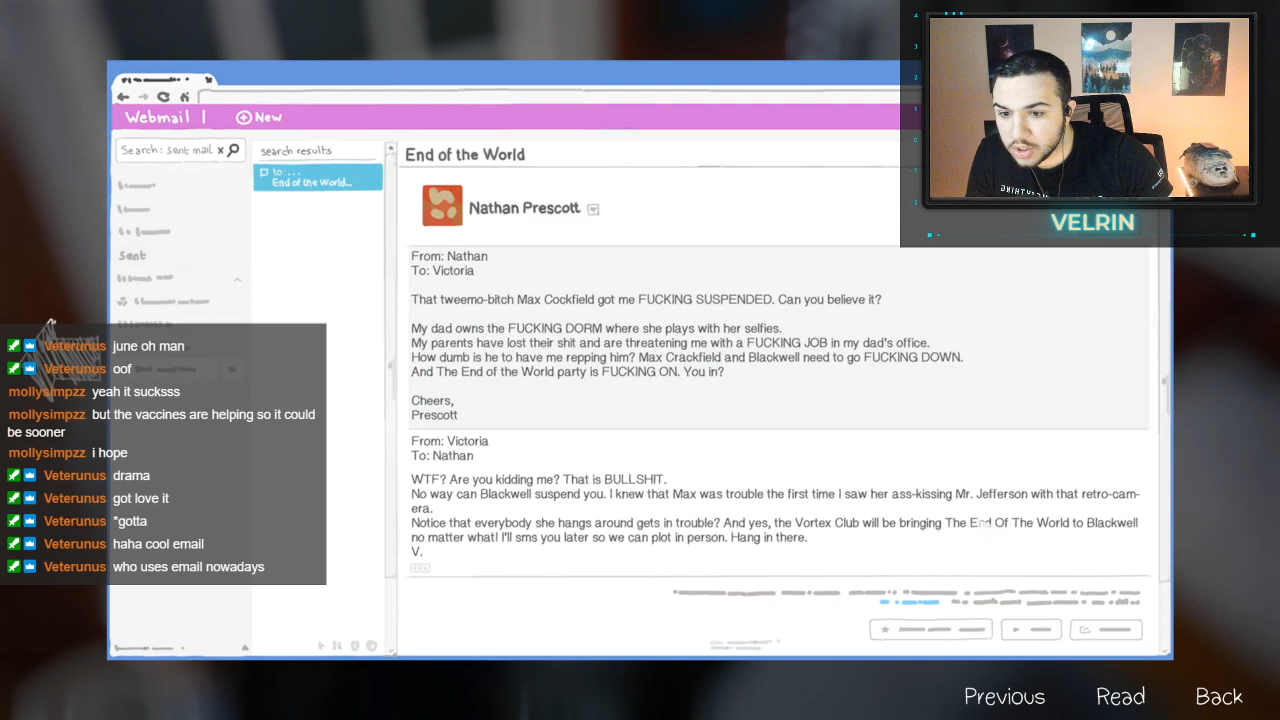 Webmail |
New
Search: sent mail x
search results
End of the World
to:...
End of the World...
Sent
Nathan Prescott
From: Nathan
To: Victoria
That tweemo-bitch Max Cockfield got me FUCKING SUSPENDED. Can you believe it?
My dad owns the FUCKING DORM where she plays with her selfies.
My parents have lost their shit and are threatening me with a FUCKING JOB in my dad's office.
How dumb is he to have me repping him? Max Crackfield and Blackwell need to go FUCKING DOWN.
And The End of the World party is FUCKING ON. You in?
Cheers,
Prescott
From: Victoria
To: Nathan
WTF? Are you kidding me? That is BULLSHIT.
No way can Blackwell suspend you. I knew that Max was trouble the first time I saw her ass-kissing Mr. Jefferson with that retro-cam-
era.
Notice that everybody she hangs around gets in trouble? And yes, the Vortex Club will be bringing The End Of The World to Blackwell
no matter what! I'll sms you later so we can plot in person. Hang in there.
V.
Veterunus june oh man
Veterunus oof
mollysimpzz yeah it sucksss
mollysimpzz but the vaccines are helping so it could
be sooner
mollysimpzz i hope
Veterunus drama
Veterunus got love it
Veterunus *gotta
Veterunus haha cool email
Veterunus who uses email nowadays
4
3
2
1
0
-1
-2
VELRIN
Previous
Read
Back